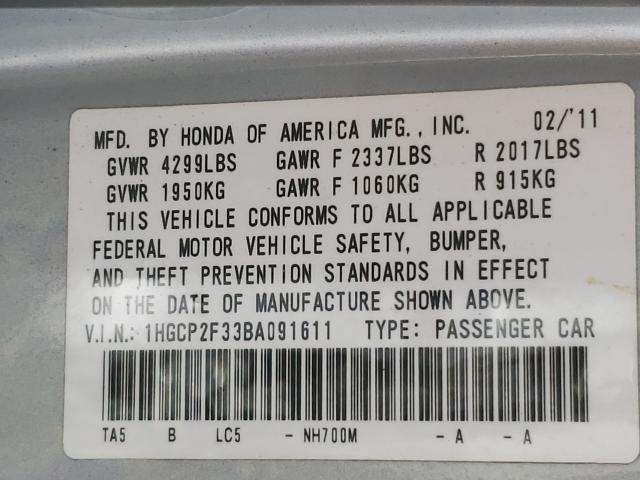 MFD. BY HONDA OF AMERICA MFG., INC. 02/'11
GVWR 4299LBS GAWR F 2337LBS R 2017LBS
GVWR 1950KG GAWR F 1060KG R 915KG
THIS VEHICLE CONFORMS TO ALL APPLICABLE
FEDERAL MOTOR VEHICLE SAFETY, BUMPER,
AND THEFT PREVENTION STANDARDS IN EFFECT
ON THE DATE OF MANUFACTURE SHOWN ABOVE.
V.I.N.: 1HGCP2F33BA091611 TYPE: PASSENGER CAR
TA5 B LC5 - NH700M - A - A